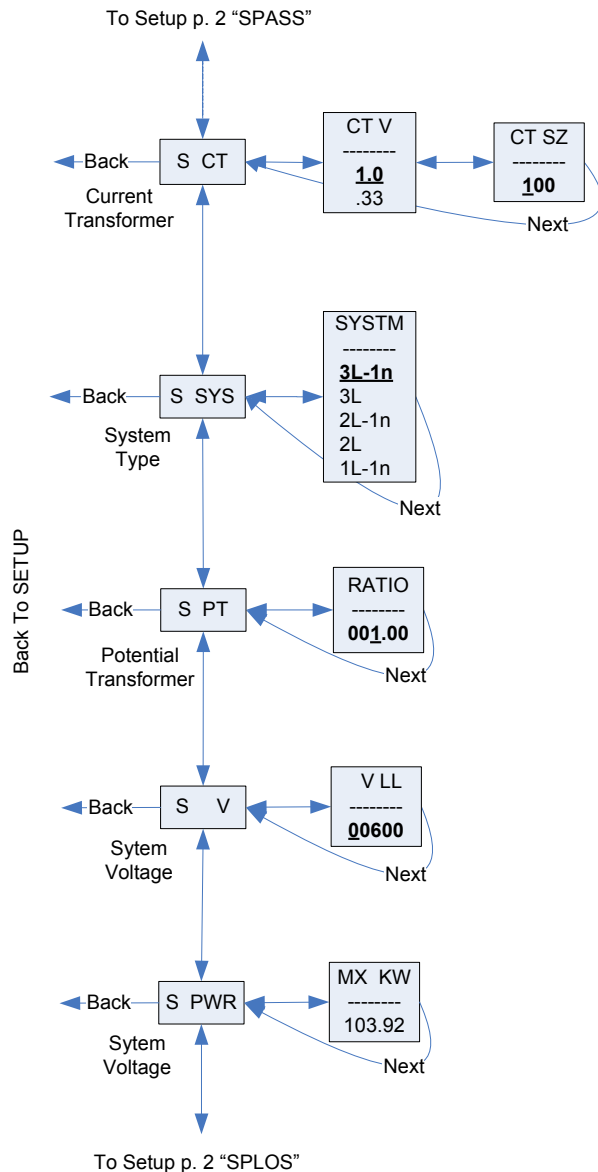 To Setup p. 2 “SPASS”
Back
S CT
Current
Transformer
CT V
--------
1.0
.33
CT SZ
--------
100
Next
Back
S SYS
System
Type
SYSTM
--------
3L-1n
3L
2L-1n
2L
1L-1n
Next
Back To SETUP
Back
S PT
Potential
Transformer
RATIO
--------
001.00
Next
Back
S V
Sytem
Voltage
V LL
--------
00600
Next
Back
S PWR
Sytem
Voltage
MX KW
--------
103.92
Next
To Setup p. 2 “SPLOS”